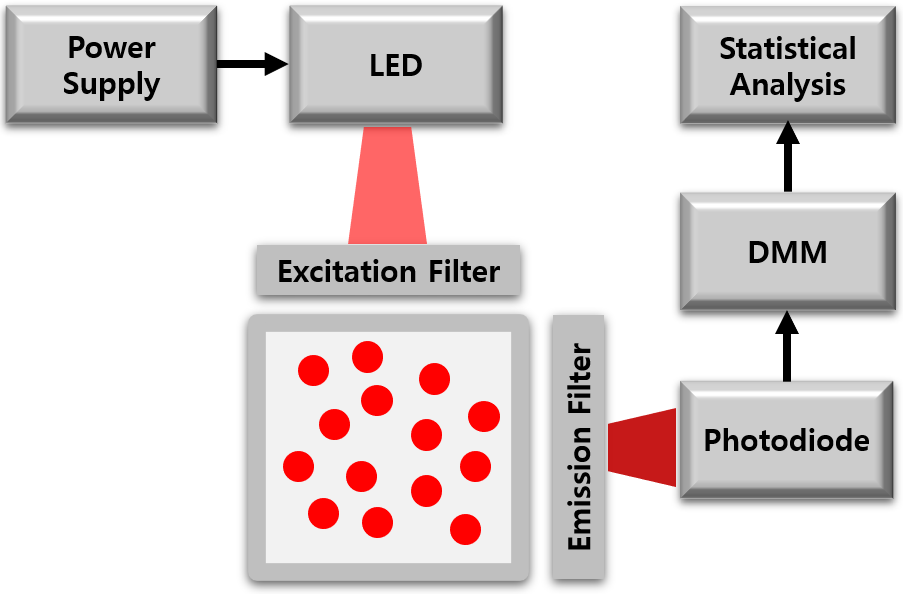 Power
Supply
LED
Statistical
Analysis
Excitation Filter
DMM
Emission Filter
Photodiode